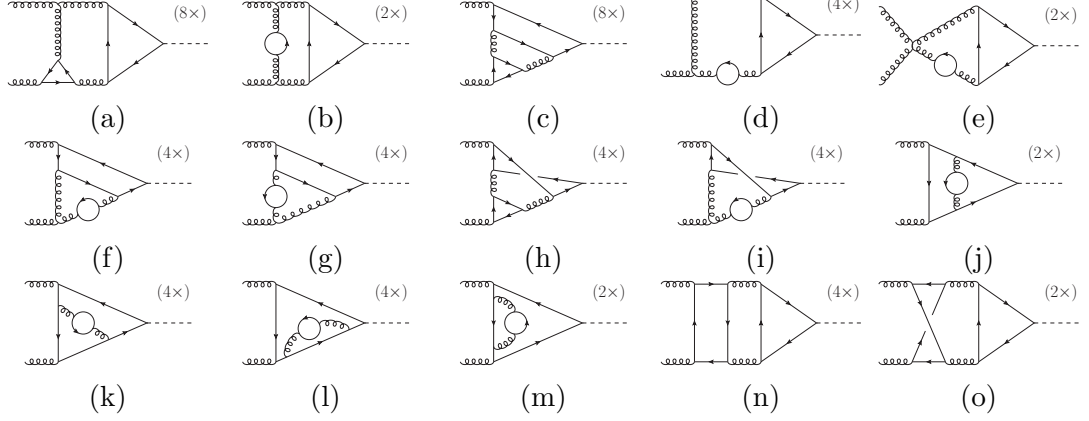 (8×) (2×) (8×) (4×) (2×)
(a) (b) (c) (d) (e)
(4×) (4×) (4×) (4×) (2×)
(f) (g) (h) (i) (j)
(4×) (4×) (2×) (4×) (2×)
(k) (l) (m) (n) (o)